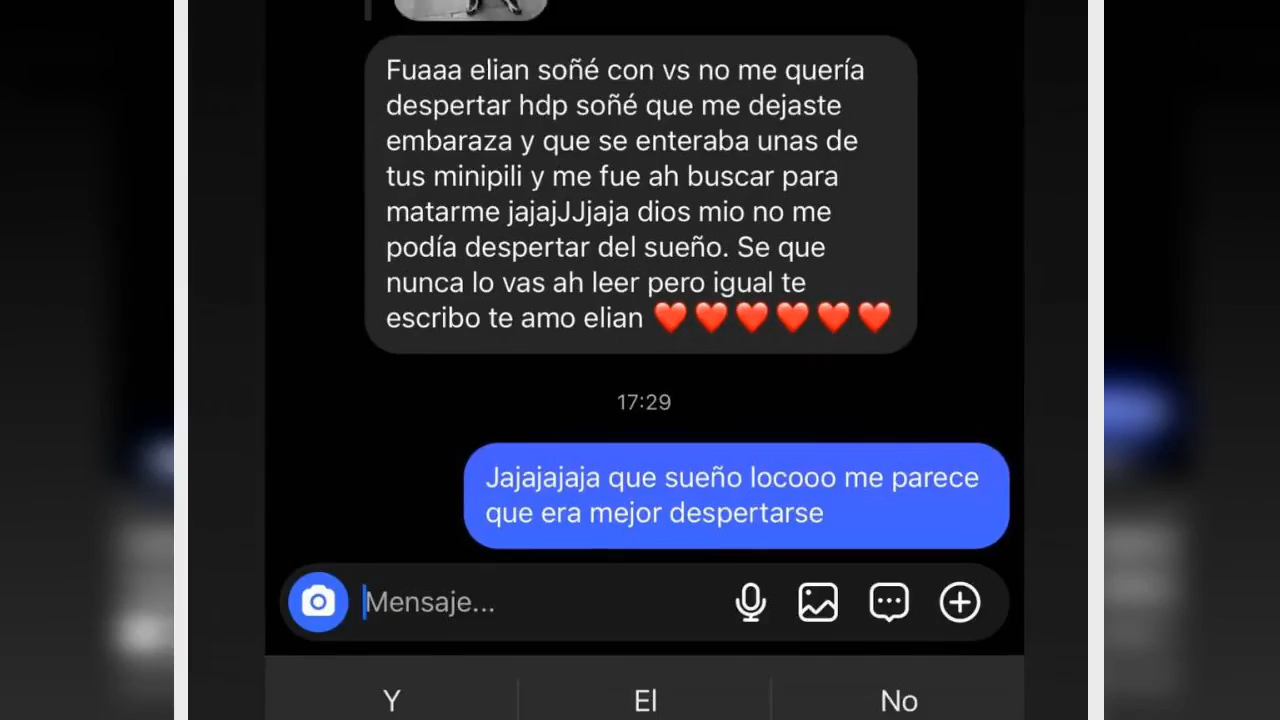 Fuaaa elian soñé con vs no me quería
despertar hdp soñé que me dejaste
embaraza y que se enteraba unas de
tus minipili y me fue ah buscar para
matarme jajajJJjaja dios mio no me
podía despertar del sueño. Se que
nunca lo vas ah leer pero igual te
escribo te amo elian ❤️❤️❤️❤️❤️❤️
17:29
Jajajajaja que sueño locooo me parece
que era mejor despertarse
Mensaje...
Y El No